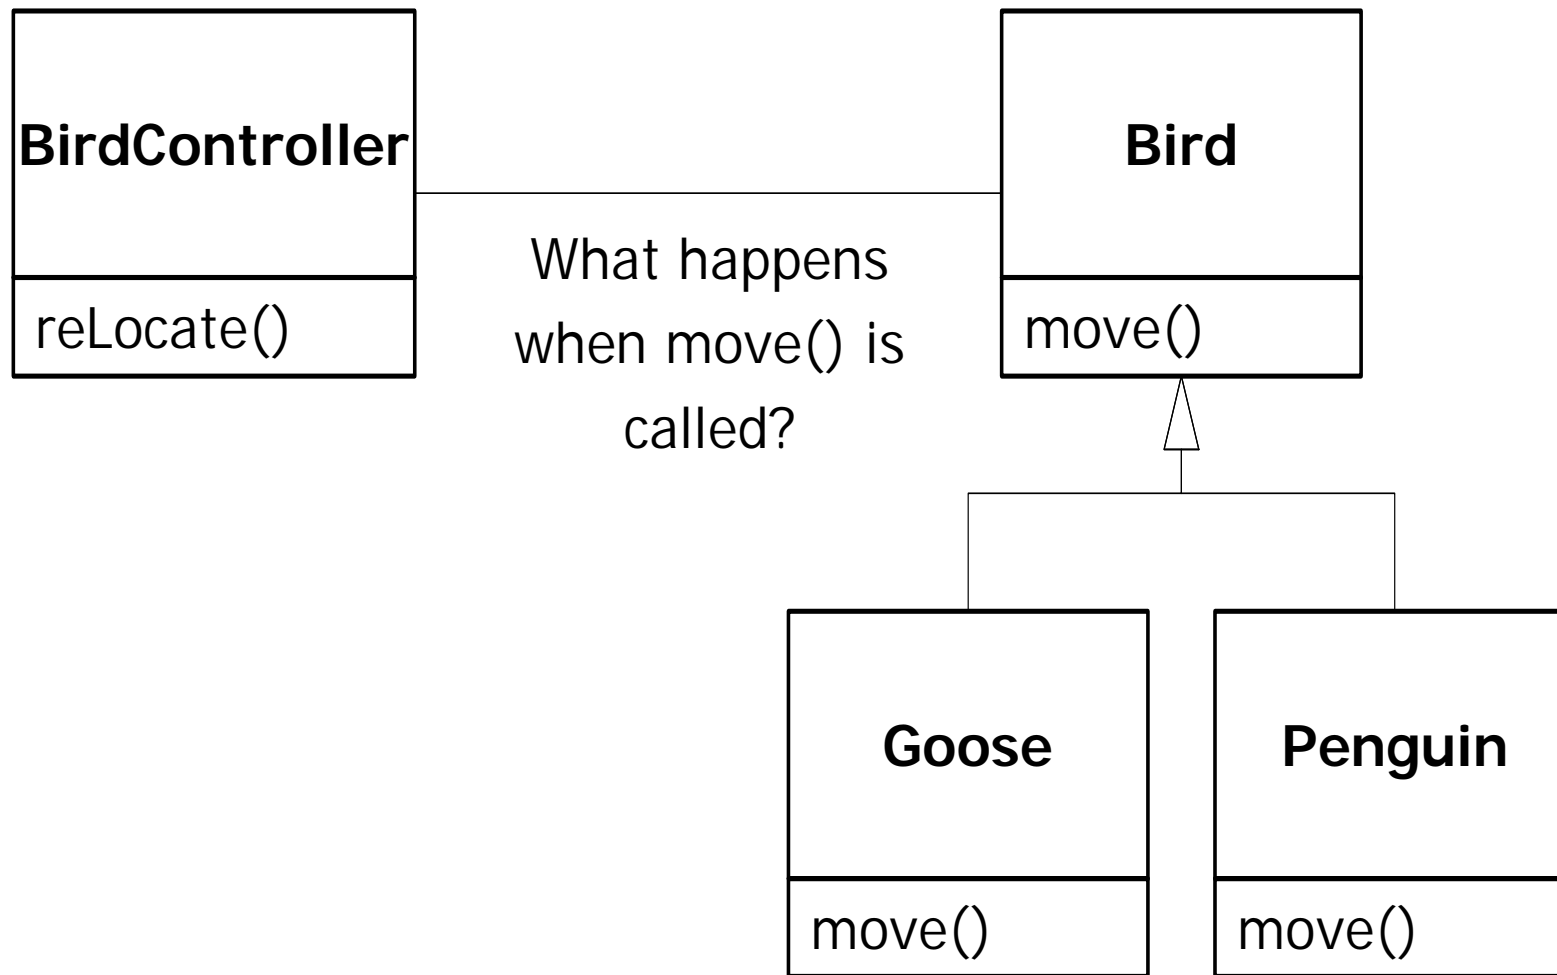 BirdController
reLocate()
What happens
when move() is
called?
Bird
move()
Goose
move()
Penguin
move()